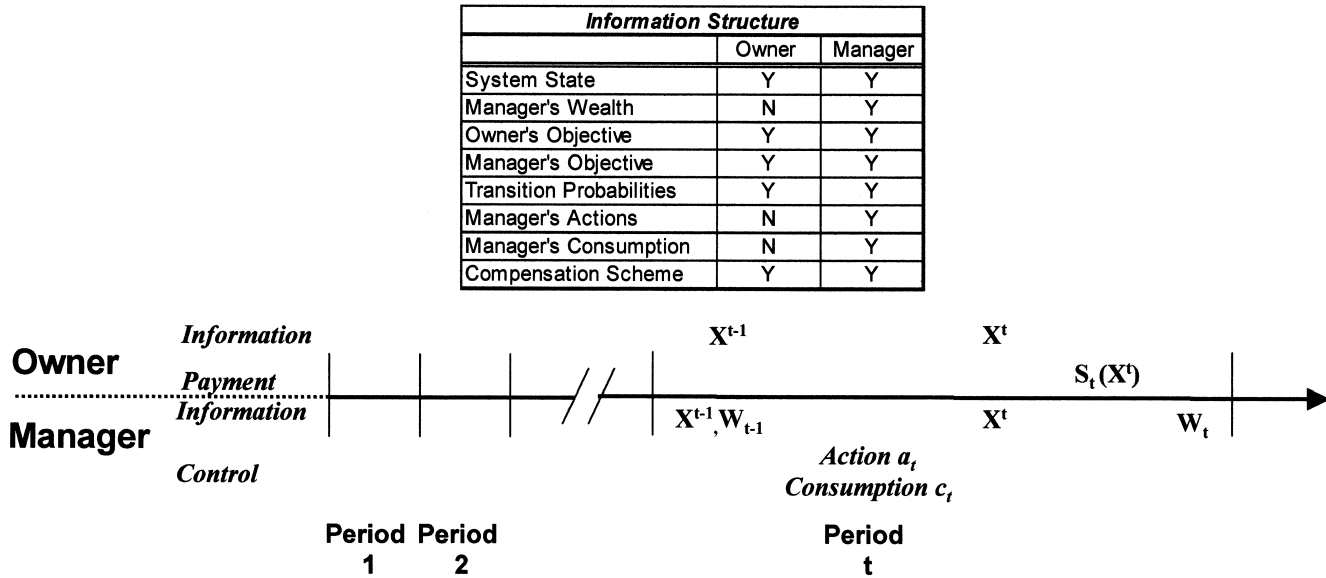 Information Structure
Owner Manager
System State Y Y
Manager's Wealth N Y
Owner's Objective Y Y
Manager's Objective Y Y
Transition Probabilities Y Y
Manager's Actions N Y
Manager's Consumption N Y
Compensation Scheme Y Y
Information X^{t-1} X^t
Owner
Payment S_t(X^t)
Information X^{t-1}, W_{t-1} X^t W_t
Manager
Action a_t
Control
Consumption c_t
Period Period Period
1 2 t